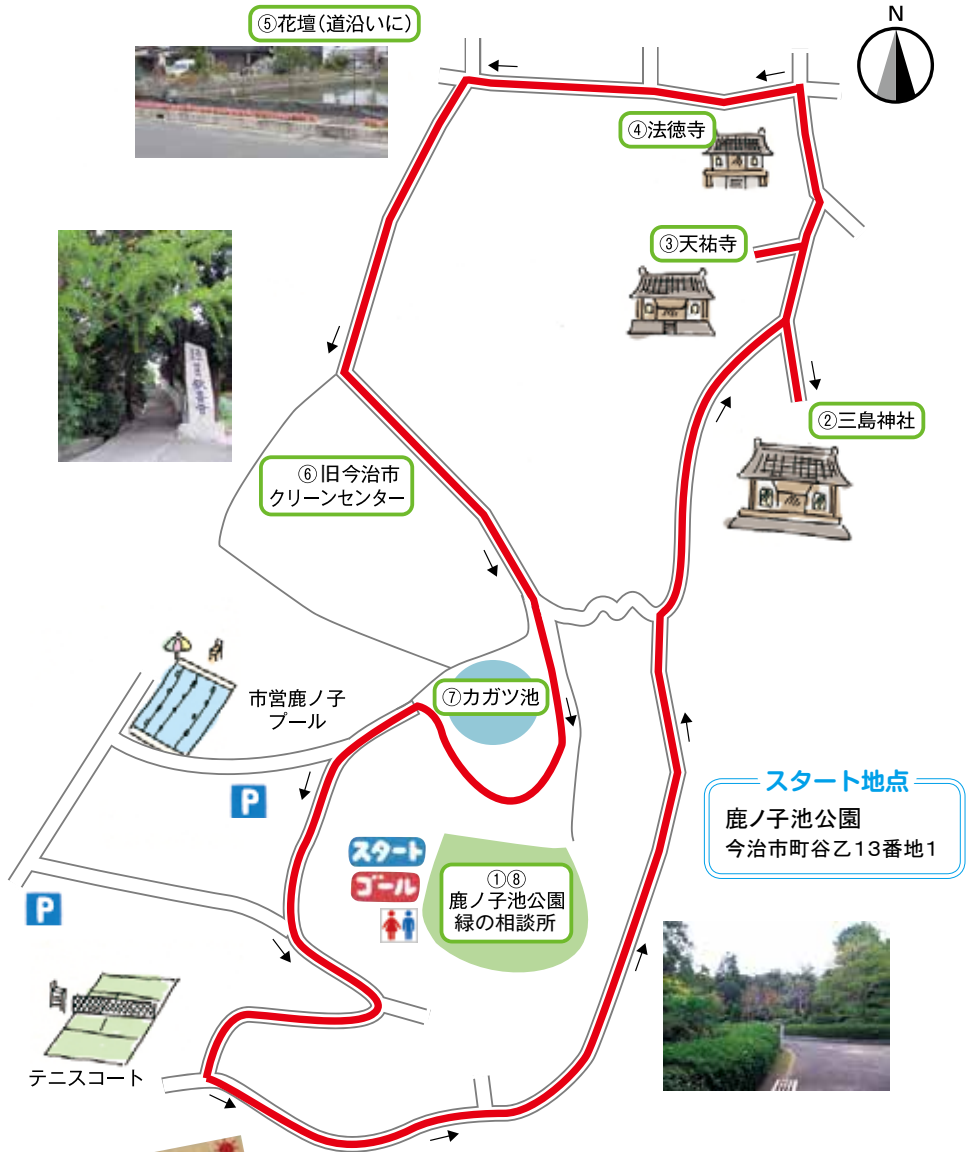 ⑤花壇(道沿いに)
N
④法徳寺
③天祐寺
②三島神社
⑥旧今治市
クリーンセンター
⑦カガツ池
市営鹿ノ子
プール
P
スタート地点
鹿ノ子池公園
今治市町谷乙13番地1
スタート
ゴール
①⑧
鹿ノ子池公園
緑の相談所
P
テニスコート